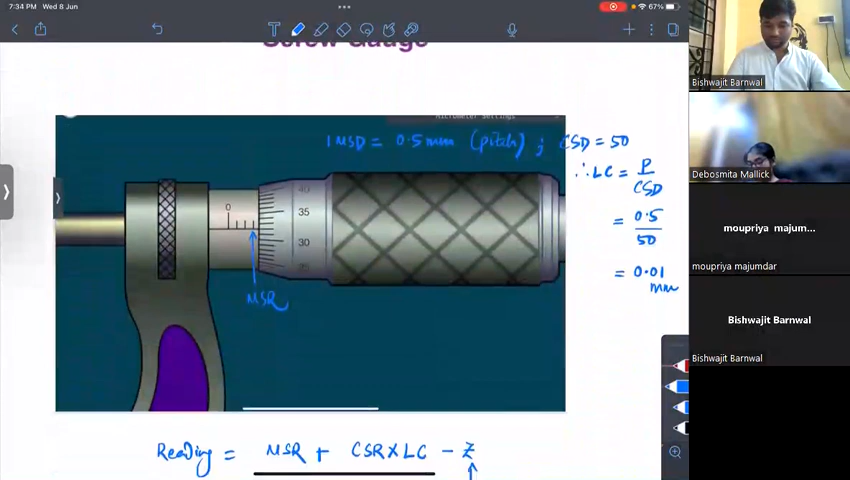 7:34 PM Wed 8 Jun
67%
Screw Gauge
Micrometer Settings
1 MSD = 0.5 mm (pitch) ; CSD = 50
∴ LC = P/CSD
= 0.5/50
= 0.01 mm
0
40
35
30
MSR
Reading = MSR + CSR X LC - Z
Bishwajit Barnwal
Debosmita Mallick
moupriya majum...
moupriya majumdar
Bishwajit Barnwal
Bishwajit Barnwal